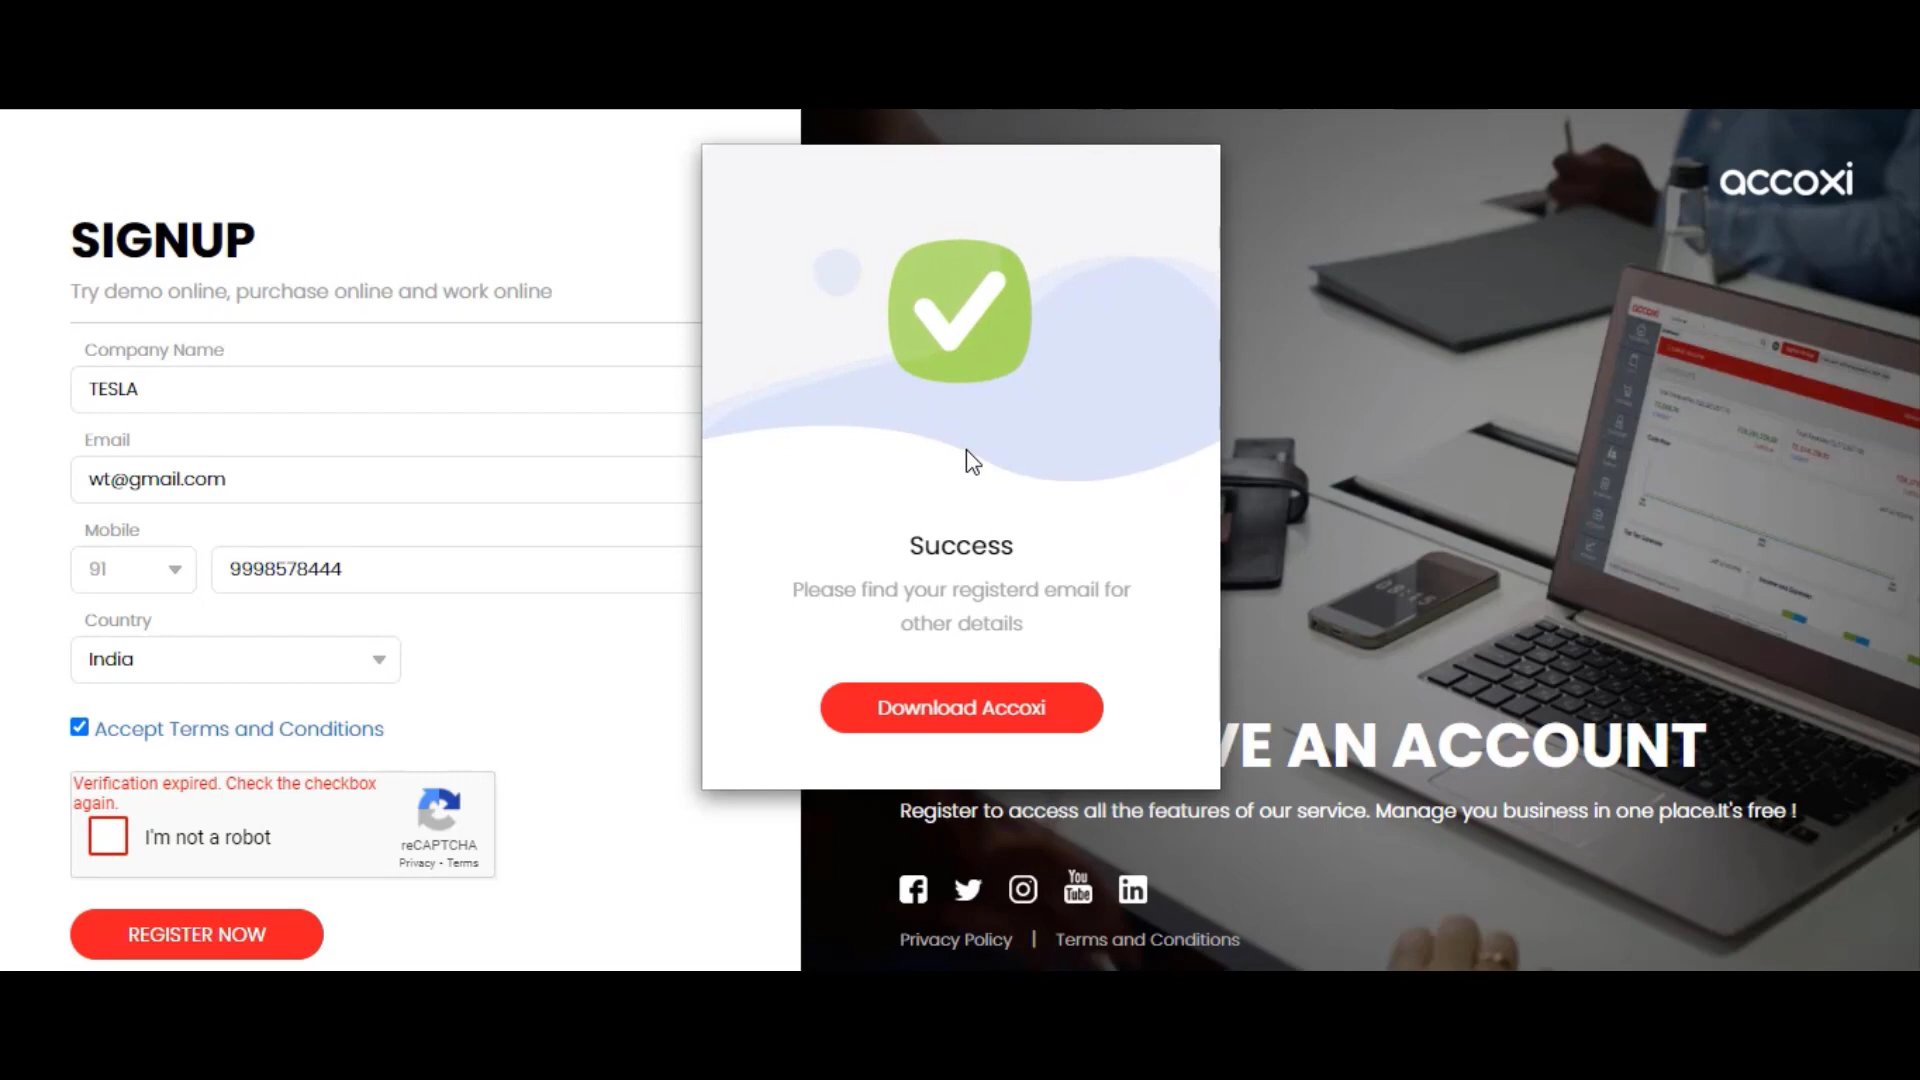 SIGNUP
Try demo online, purchase online and work online
Company Name
TESLA
Email
wt@gmail.com
Mobile
91
9998578444
Country
India
Accept Terms and Conditions
Verification expired. Check the checkbox
again.
I'm not a robot
reCAPTCHA
Privacy - Terms
REGISTER NOW
Success
Please find your registerd email for
other details
Download Accoxi
accoxi
accoxi
08:15
VE AN ACCOUNT
Register to access all the features of our service. Manage you business in one place.It's free !
You
Tube
in
Privacy Policy | Terms and Conditions